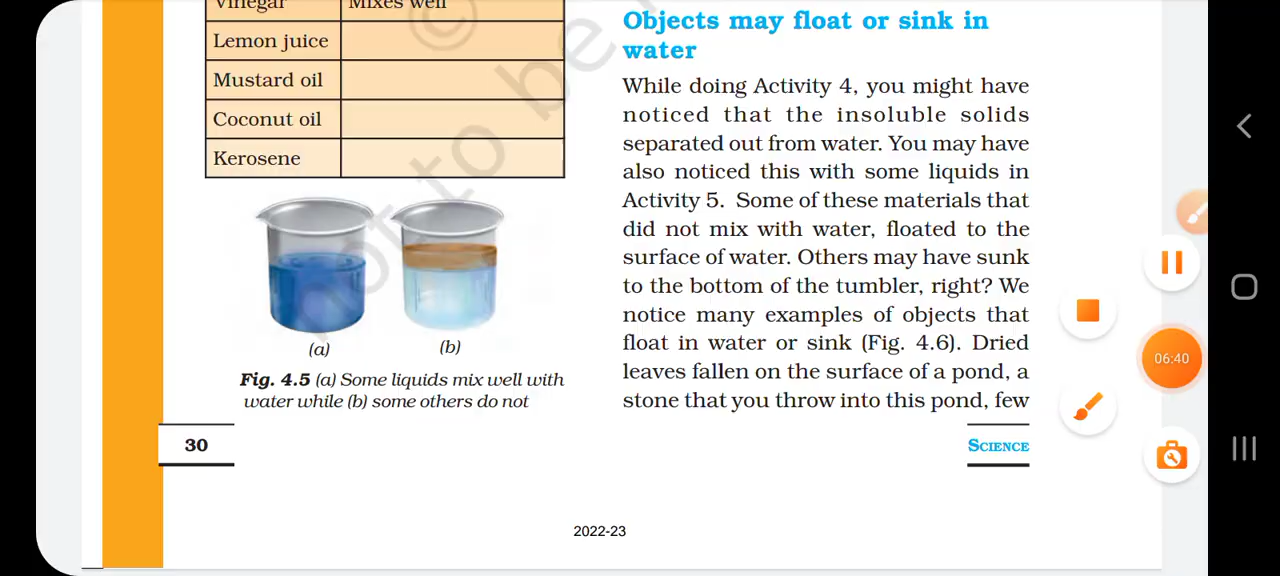 Vinegar Mixes well
Lemon juice
Mustard oil
Coconut oil
Kerosene
(a)
(b)
Fig. 4.5 (a) Some liquids mix well with
water while (b) some others do not
30
Objects may float or sink in
water
While doing Activity 4, you might have
noticed that the insoluble solids
separated out from water. You may have
also noticed this with some liquids in
Activity 5. Some of these materials that
did not mix with water, floated to the
surface of water. Others may have sunk
to the bottom of the tumbler, right? We
notice many examples of objects that
float in water or sink (Fig. 4.6). Dried
leaves fallen on the surface of a pond, a
stone that you throw into this pond, few
SCIENCE
2022-23
© not to be
06:40